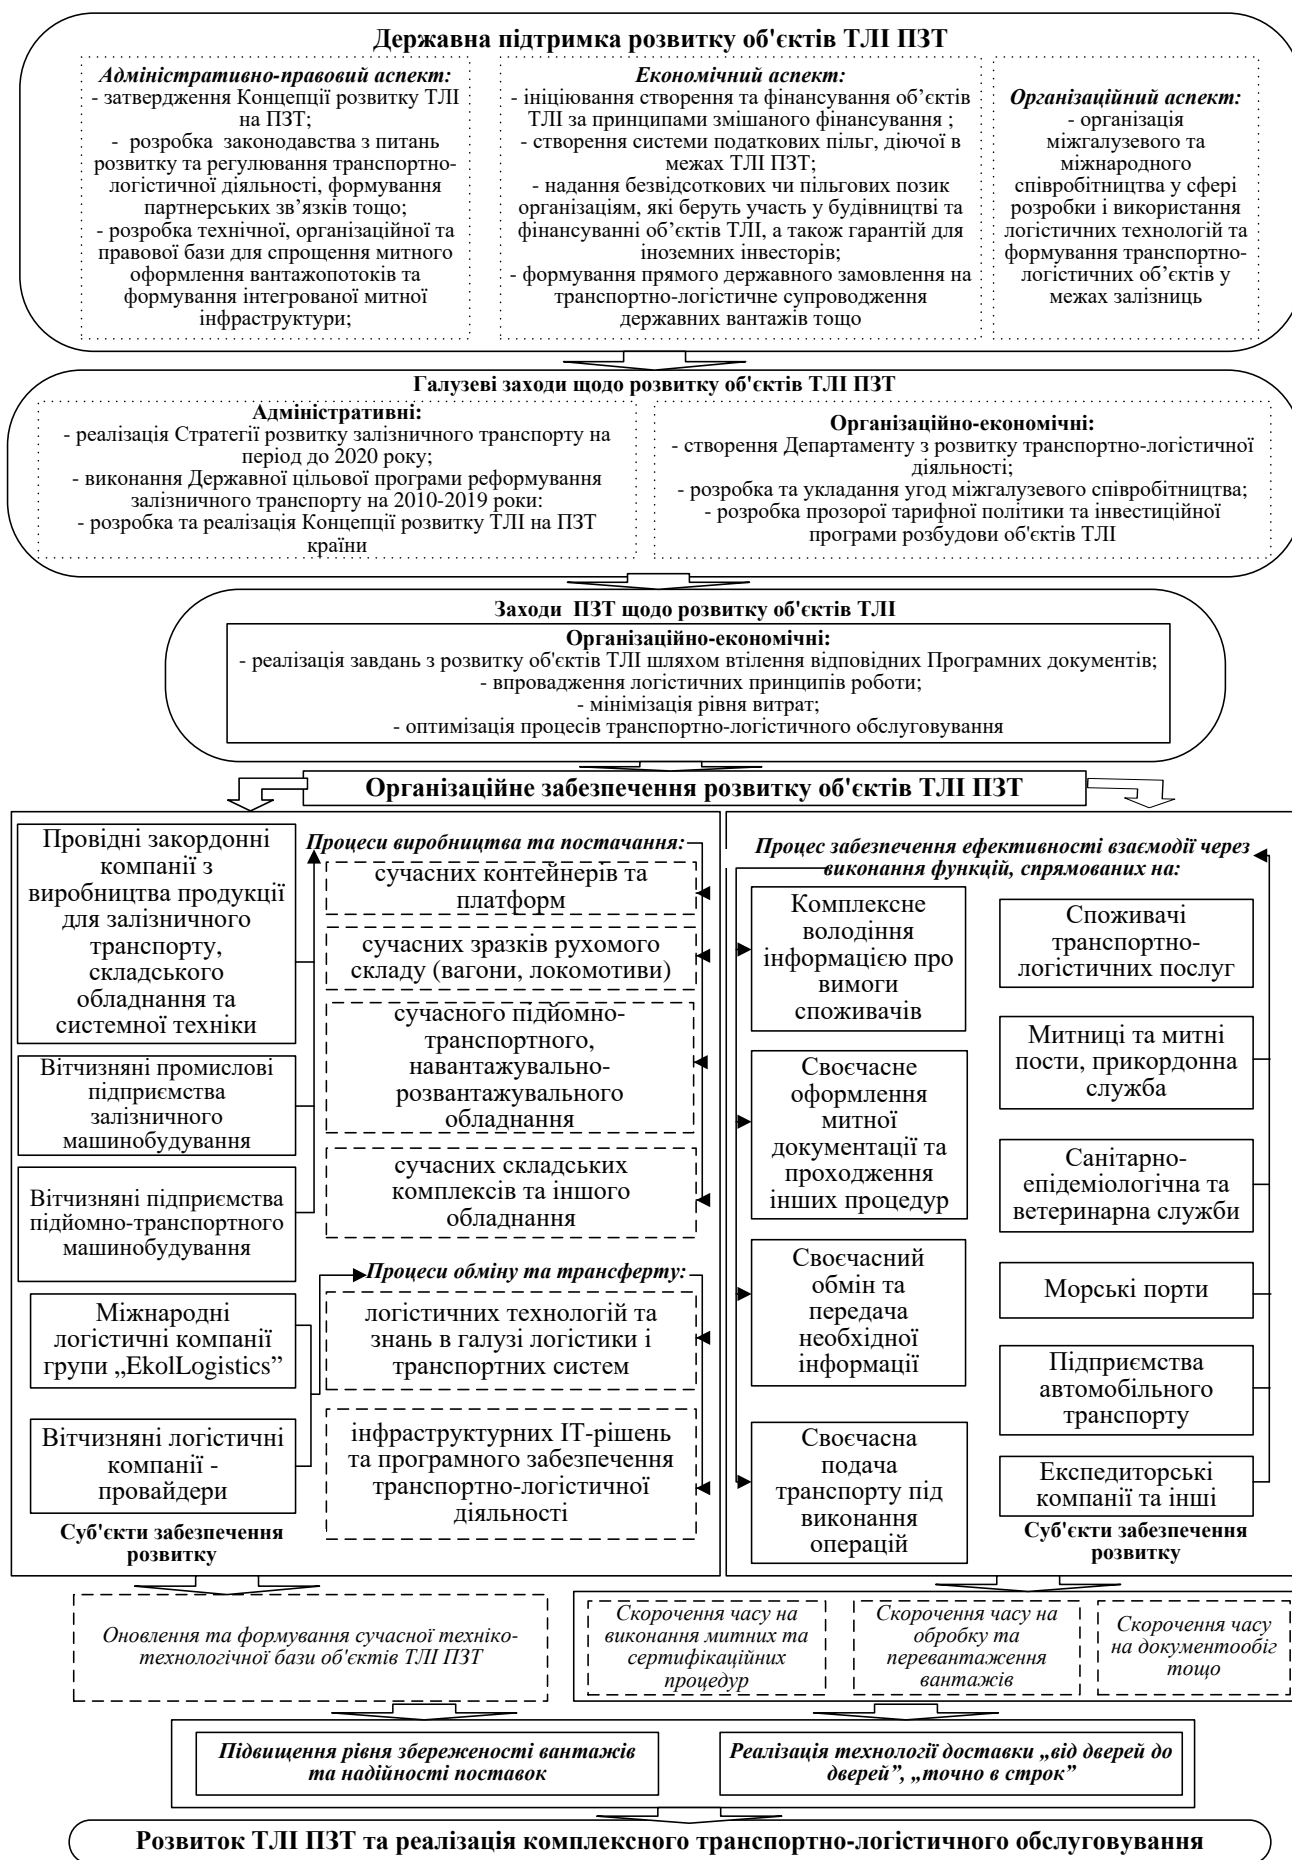 Державна підтримка розвитку об'єктів ТЛІ ПЗТ
Адміністративно-правовий аспект:
- затвердження Концепції розвитку ТЛІ
на ПЗТ;
- розробка законодавства з питань
розвитку та регулювання транспортно-
логістичної діяльності, формування
партнерських зв’язків тощо;
- розробка технічної, організаційної та
правової бази для спрощення митного
оформлення вантажопотоків та
формування інтегрованої митної
інфраструктури;
Економічний аспект:
- ініціювання створення та фінансування об’єктів
ТЛІ за принципами змішаного фінансування ;
- створення системи податкових пільг, діючої в
межах ТЛІ ПЗТ;
- надання безвідсоткових чи пільгових позик
організаціям, які беруть участь у будівництві та
фінансуванні об’єктів ТЛІ, а також гарантій для
іноземних інвесторів;
- формування прямого державного замовлення на
транспортно-логістичне супроводження
державних вантажів тощо
Організаційний аспект:
- організація
міжгалузевого та
міжнародного
співробітництва у сфері
розробки і використання
логістичних технологій та
формування транспортно-
логістичних об’єктів у
межах залізниць
Галузеві заходи щодо розвитку об'єктів ТЛІ ПЗТ
Адміністративні:
- реалізація Стратегії розвитку залізничного транспорту на
період до 2020 року;
- виконання Державної цільової програми реформування
залізничного транспорту на 2010-2019 роки:
- розробка та реалізація Концепції розвитку ТЛІ на ПЗТ
країни
Організаційно-економічні:
- створення Департаменту з розвитку транспортно-логістичної
діяльності;
- розробка та укладання угод міжгалузевого співробітництва;
- розробка прозорої тарифної політики та інвестиційної
програми розбудови об'єктів ТЛІ
Заходи ПЗТ щодо розвитку об'єктів ТЛІ
Організаційно-економічні:
- реалізація завдань з розвитку об'єктів ТЛІ шляхом втілення відповідних Програмних документів;
- впровадження логістичних принципів роботи;
- мінімізація рівня витрат;
- оптимізація процесів транспортно-логістичного обслуговування
Організаційне забезпечення розвитку об'єктів ТЛІ ПЗТ
Провідні закордонні
компанії з
виробництва продукції
для залізничного
транспорту,
складського
обладнання та
системної техніки
Вітчизняні промислові
підприємства
залізничного
машинобудування
Вітчизняні підприємства
підйомно-транспортного
машинобудування
Міжнародні
логістичні компанії
групи „EkolLogistics”
Вітчизняні логістичні
компанії -
провайдери
Суб'єкти забезпечення
розвитку
Процеси виробництва та постачання:
сучасних контейнерів та
платформ
сучасних зразків рухомого
складу (вагони, локомотиви)
сучасного підйомно-
транспортного,
навантажувально-
розвантажувального
обладнання
сучасних складських
комплексів та іншого
обладнання
Процеси обміну та трансферту:
логістичних технологій та
знань в галузі логістики і
транспортних систем
інфраструктурних ІТ-рішень
та програмного забезпечення
транспортно-логістичної
діяльності
Процес забезпечення ефективності взаємодії через
виконання функцій, спрямованих на:
Комплексне
володіння
інформацією про
вимоги
споживачів
Своєчасне
оформлення
митної
документації та
проходження
інших процедур
Своєчасний
обмін та
передача
необхідної
інформації
Своєчасна
подача
транспорту під
виконання
операцій
Споживачі
транспортно-
логістичних послуг
Митниці та митні
пости, прикордонна
служба
Санітарно-
епідеміологічна та
ветеринарна служби
Морські порти
Підприємства
автомобільного
транспорту
Експедиторські
компанії та інші
Суб'єкти забезпечення
розвитку
Оновлення та формування сучасної техніко-
технологічної бази об'єктів ТЛІ ПЗТ
Скорочення часу на
виконання митних та
сертифікаційних
процедур
Скорочення часу на
обробку та
перевантаження
вантажів
Скорочення часу
на документообіг
тощо
Підвищення рівня збереженості вантажів
та надійності поставок
Реалізація технології доставки „від дверей до
дверей”, „точно в строк”
Розвиток ТЛІ ПЗТ та реалізація комплексного транспортно-логістичного обслуговування